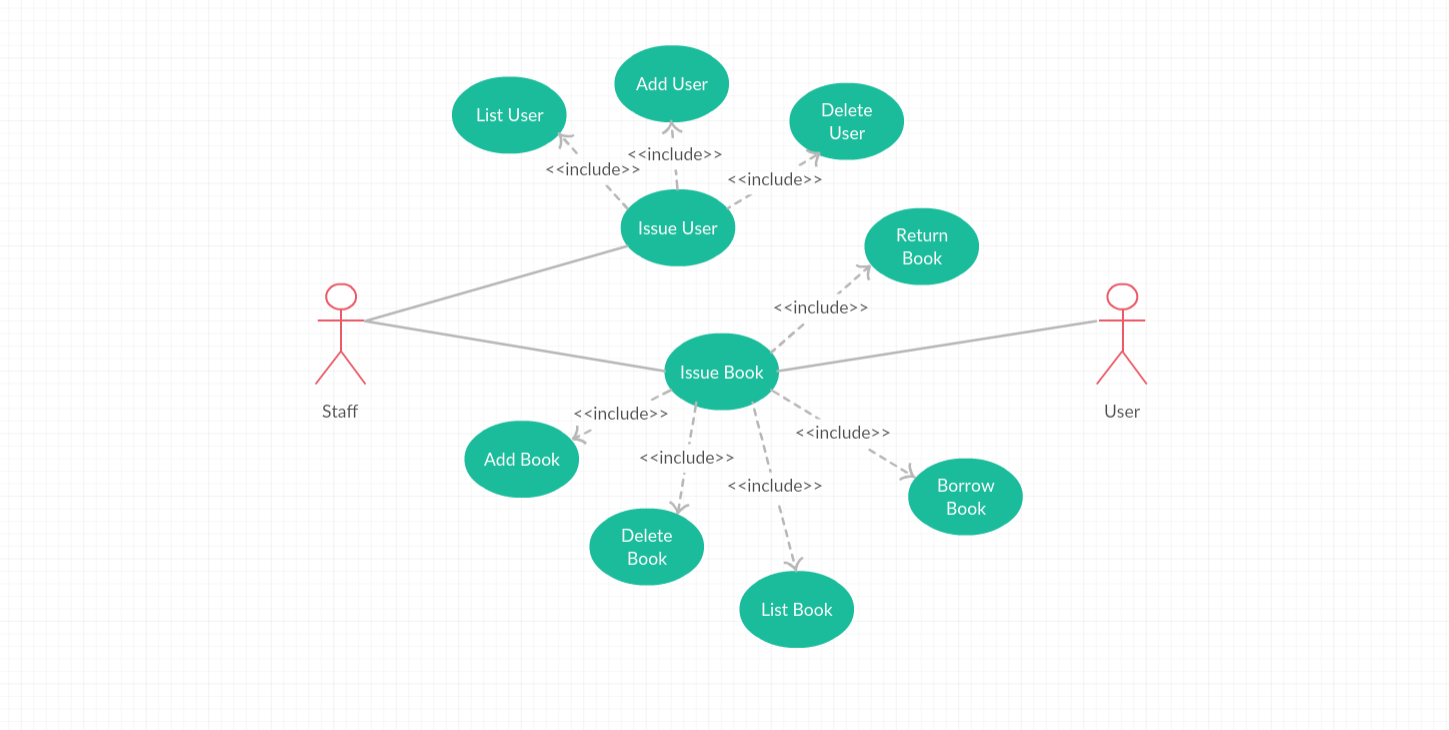 Add User
List User
Delete
User
<<include>>
<<include>>
<<include>>
Issue User
Return
Book
<<include>>
Issue Book
Staff
User
<<include>>
<<include>>
Add Book
<<include>>
<<include>>
Borrow
Book
Delete
Book
List Book